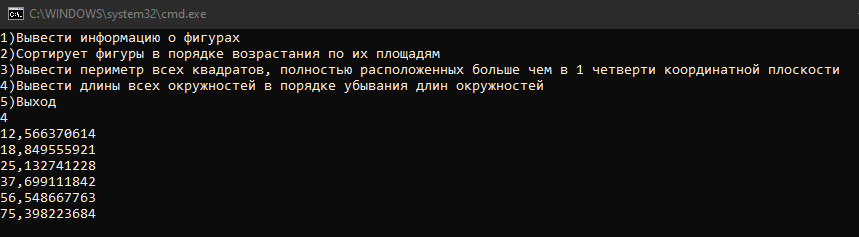 C:\WINDOWS\system32\cmd.exe
1)Вывести информацию о фигурах
2)Сортирует фигуры в порядке возрастания по их площадям
3)Вывести периметр всех квадратов, полностью расположенных больше чем в 1 четверти координатной плоскости
4)Вывести длины всех окружностей в порядке убывания длин окружностей
5)Выход
4
12,566370614
18,849555921
25,132741228
37,699111842
56,548667763
75,398223684